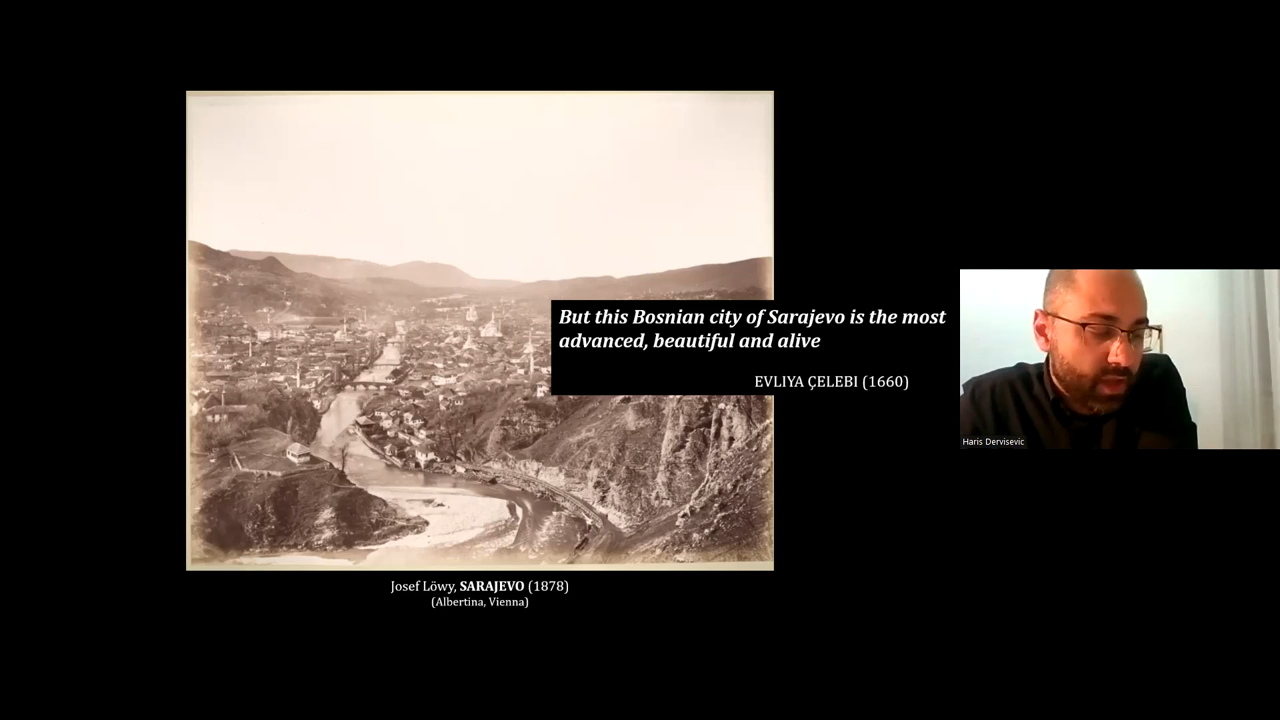 But this Bosnian city of Sarajevo is the most
advanced, beautiful and alive
EVLIYA ÇELEBI (1660)
Haris Dervisevic
Josef Löwy, SARAJEVO (1878)
(Albertina, Vienna)